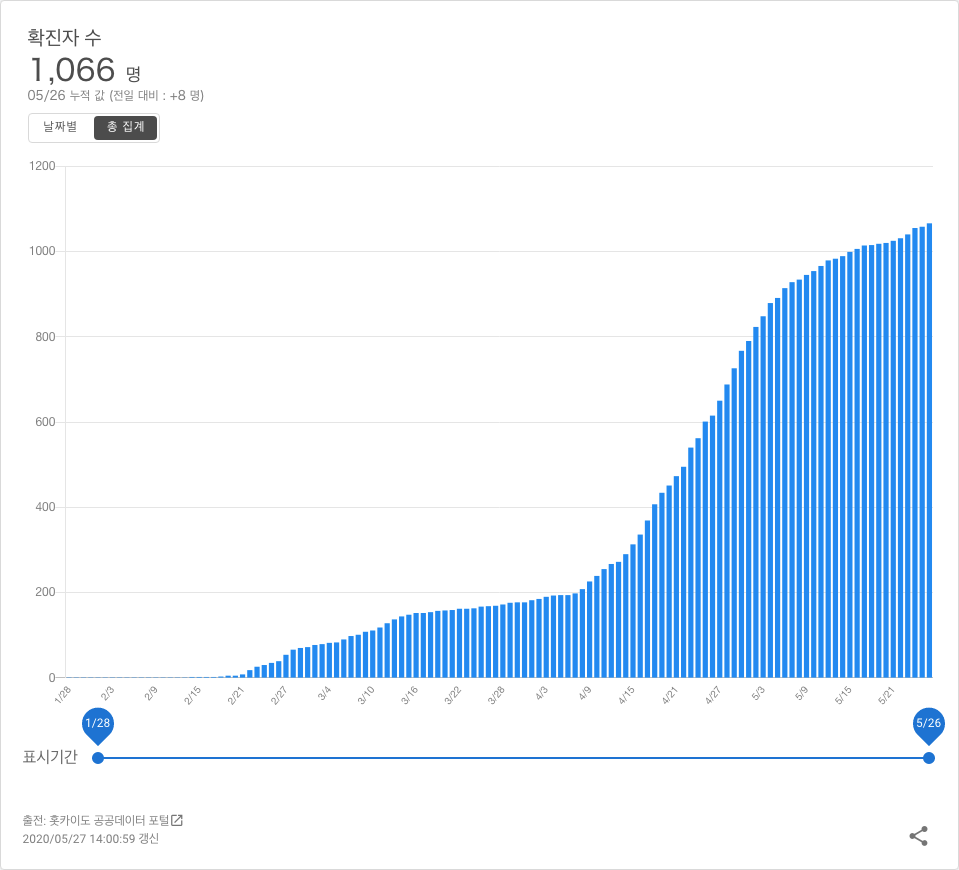 확진자 수
1,066 명
05/26 누적 값 (전일 대비 : +8 명)
날짜별 총 집계
1200
1000
800
600
400
200
0
1/28 2/3 2/9 2/15 2/21 2/27 3/4 3/10 3/16 3/22 3/28 4/3 4/9 4/15 4/21 4/27 5/3 5/9 5/15 5/21
1/28 5/26
표시기간
출전: 홋카이도 공공데이터 포털
2020/05/27 14:00:59 갱신